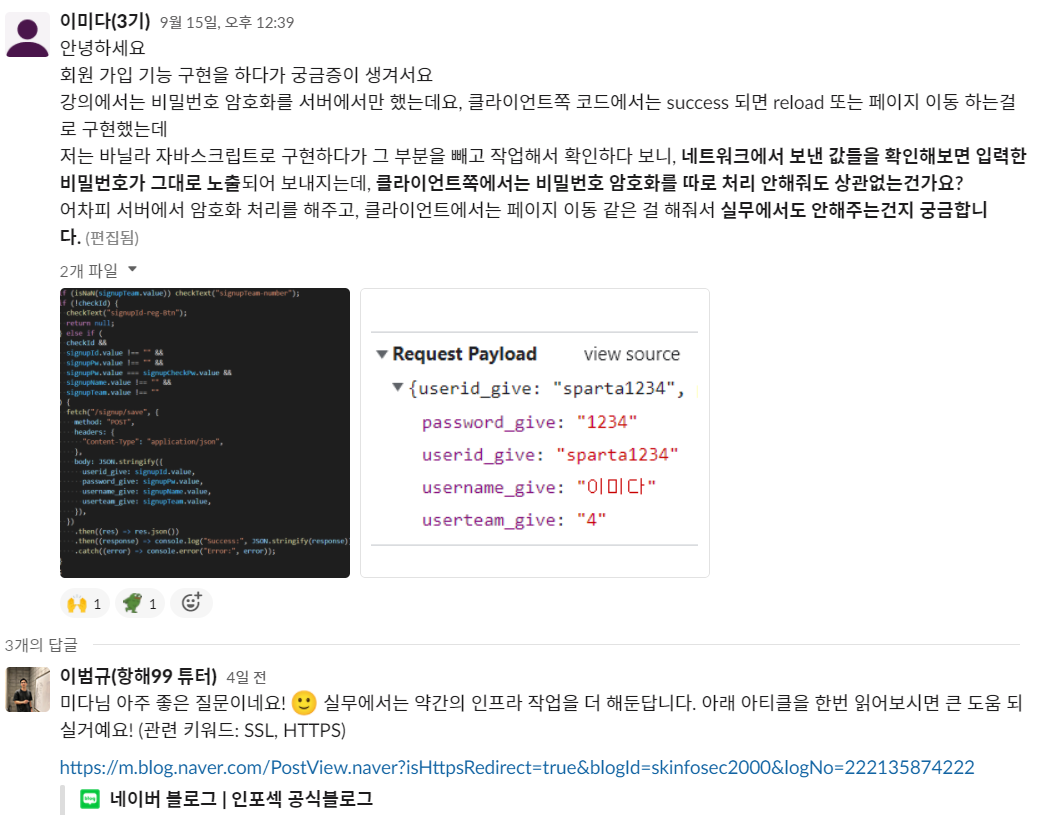 이미다(3기) 9월 15일, 오후 12:39
안녕하세요
회원 가입 기능 구현을 하다가 궁금증이 생겨서요
강의에서는 비밀번호 암호화를 서버에서만 했는데요, 클라이언트쪽 코드에서는 success 되면 reload 또는 페이지 이동 하는걸
로 구현했는데
저는 바닐라 자바스크립트로 구현하다가 그 부분을 빼고 작업해서 확인하다 보니, 네트워크에서 보낸 값들을 확인해보면 입력한
비밀번호가 그대로 노출되어 보내지는데, 클라이언트쪽에서는 비밀번호 암호화를 따로 처리 안해줘도 상관없는건가요?
어차피 서버에서 암호화 처리를 해주고, 클라이언트에서는 페이지 이동 같은 걸 해줘서 실무에서도 안해주는건지 궁금합니
다. (편집됨)
2개 파일
if (isNaN(signupTeam.value)) checkText("signupTeam-number");
if (!checkId) {
checkText("signupId-reg-Btn");
return null;
} else if (
checkId &&
signupId.value !== "" &&
signupPw.value !== "" &&
signupPw.value === signupCheckPw.value &&
signupName.value !== "" &&
signupTeam.value !== ""
) {
fetch("/signup/save", {
method: "POST",
headers: {
"Content-Type": "application/json",
},
body: JSON.stringify({
userid_give: signupId.value,
password_give: signupPw.value,
username_give: signupName.value,
userteam_give: signupTeam.value,
}),
})
.then((res) => res.json())
.then((response) => console.log("Success:", JSON.stringify(response)
.catch((error) => console.error("Error:", error));
Request Payload view source
{userid_give: "sparta1234",
password_give: "1234"
userid_give: "sparta1234"
username_give: "이미다"
userteam_give: "4"
1 1
3개의 답글
이범규(항해99 튜터) 4일 전
미다님 아주 좋은 질문이네요! 실무에서는 약간의 인프라 작업을 더 해둔답니다. 아래 아티클을 한번 읽어보시면 큰 도움 되
실거예요! (관련 키워드: SSL, HTTPS)
https://m.blog.naver.com/PostView.naver?isHttpsRedirect=true&blogId=skinfosec2000&logNo=222135874222
blog 네이버 블로그 | 인포섹 공식블로그